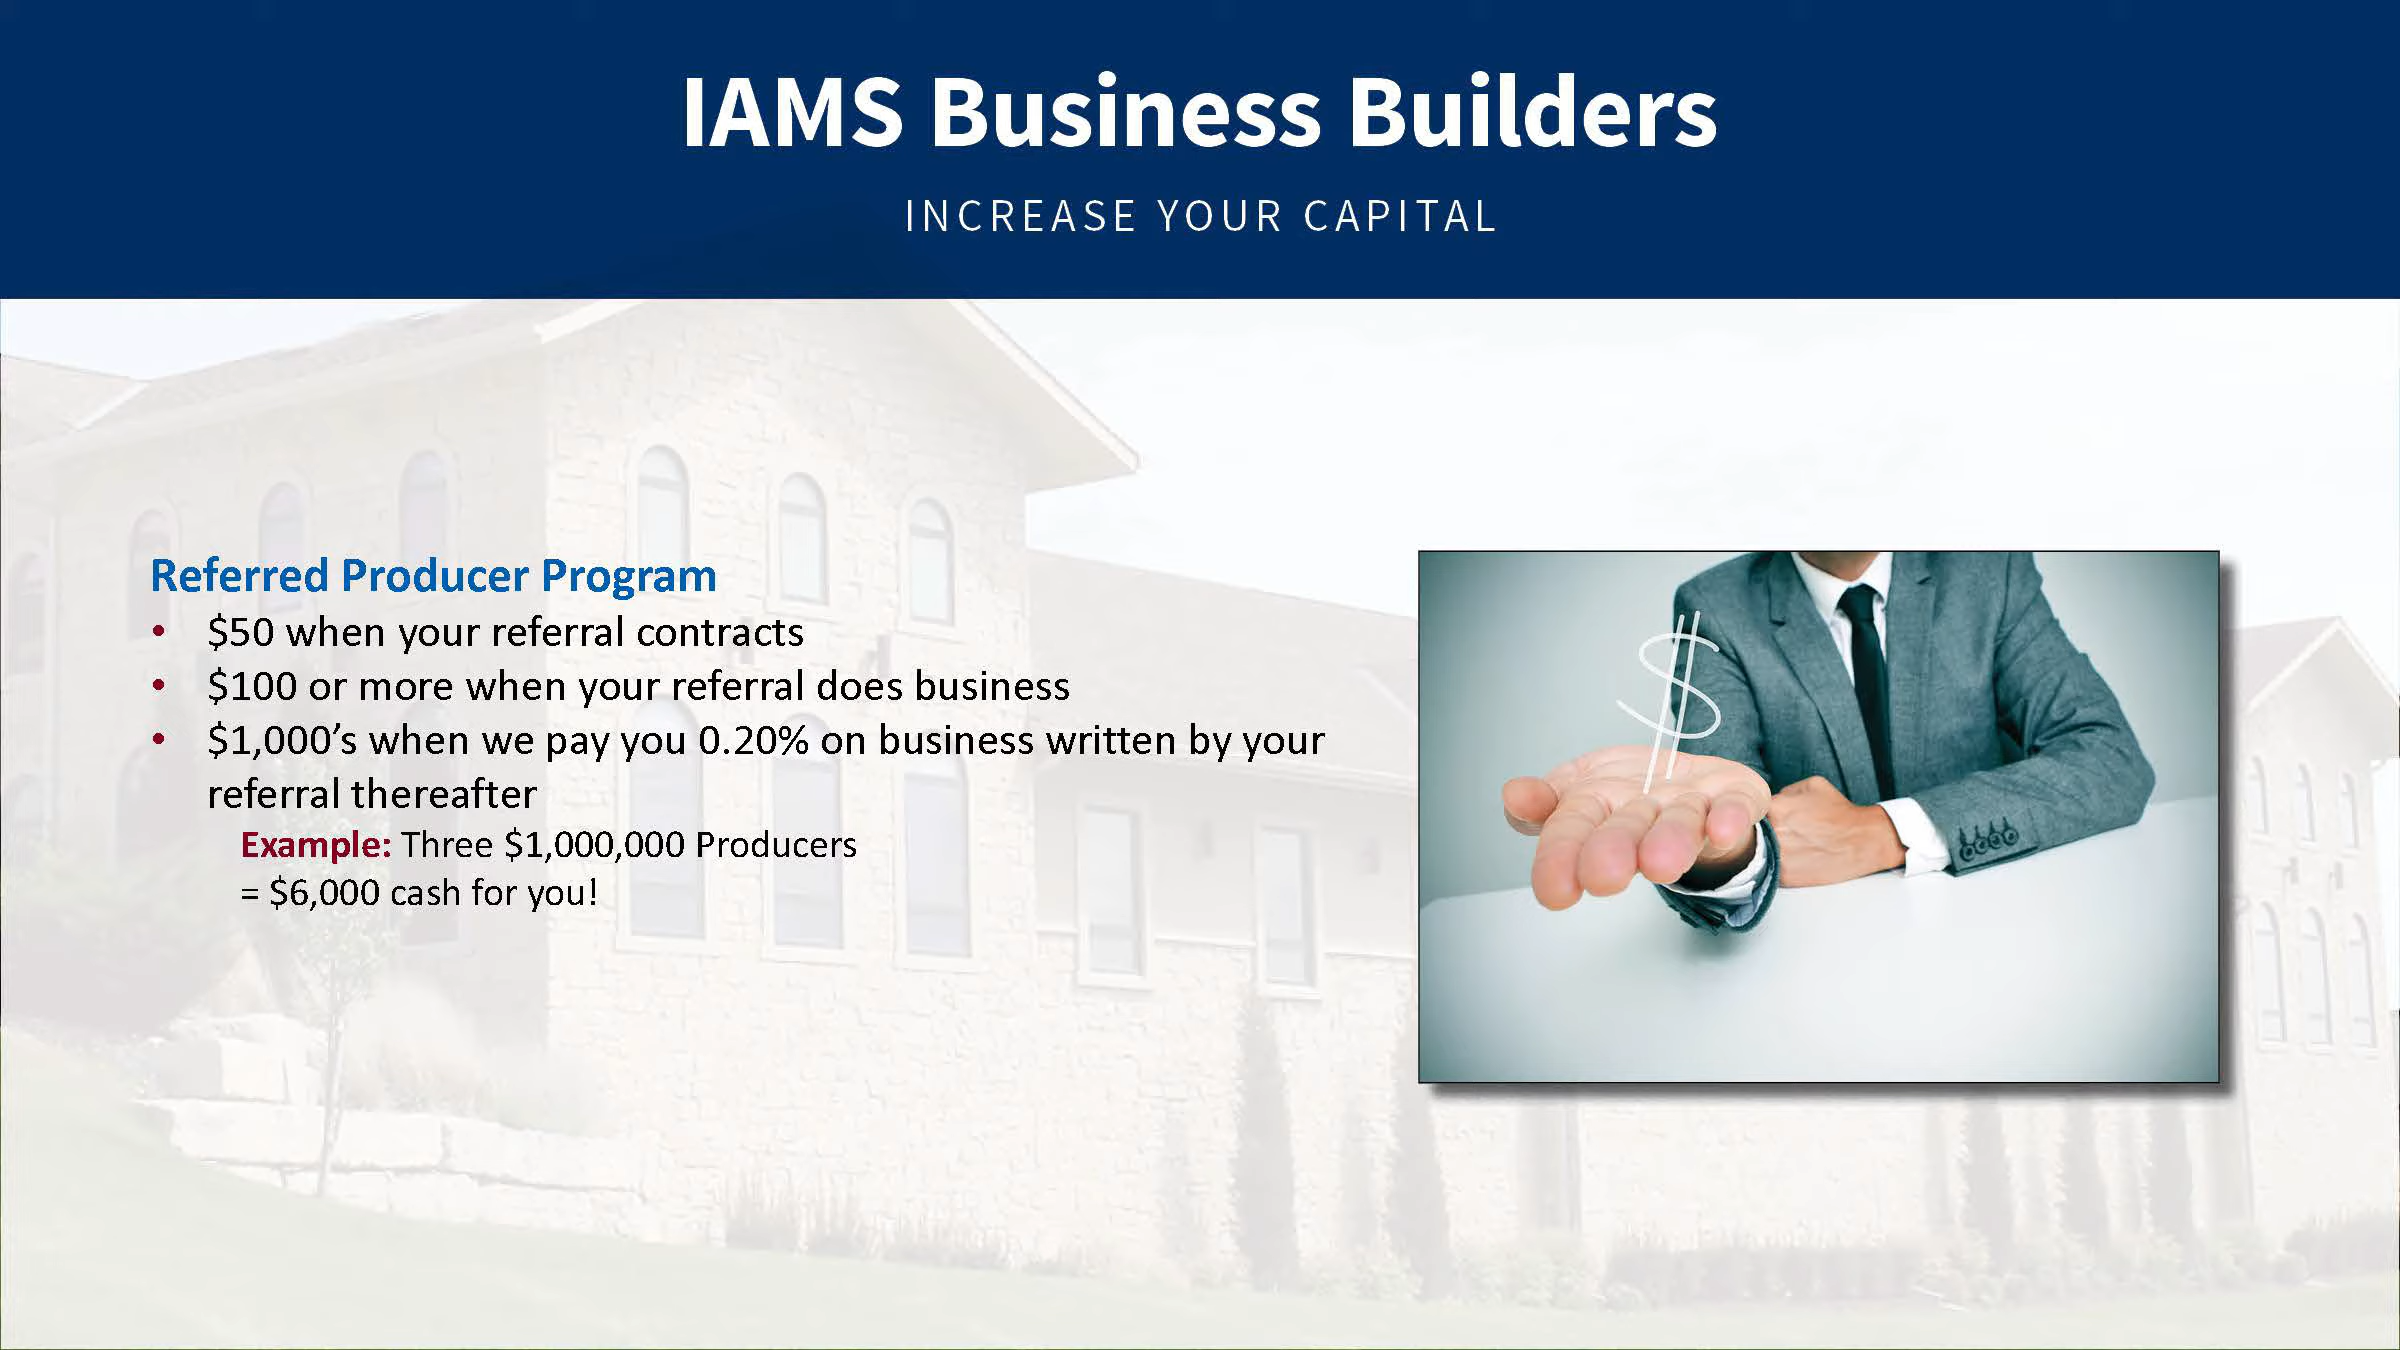 IAMS Business Builders
INCREASE YOUR CAPITAL
Referred Producer Program
• $50 when your referral contracts
• $100 or more when your referral does business
• $1,000’s when we pay you 0.20% on business written by your
referral thereafter
Example: Three $1,000,000 Producers
= $6,000 cash for you!
$